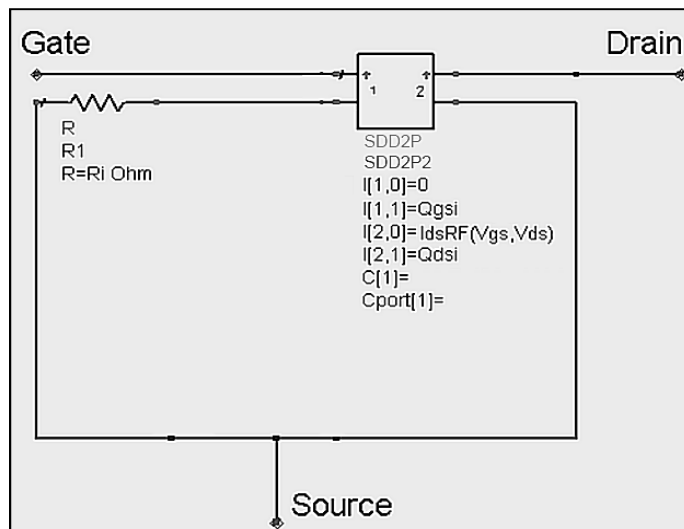 Gate
Drain
1
2
R
R1
R=Ri Ohm
SDD2P
SDD2P2
I[1,0]=0
I[1,1]=Qgsi
I[2,0]=IdsRF(Vgs,Vds)
I[2,1]=Qdsi
C[1]=
Cport[1]=
Source